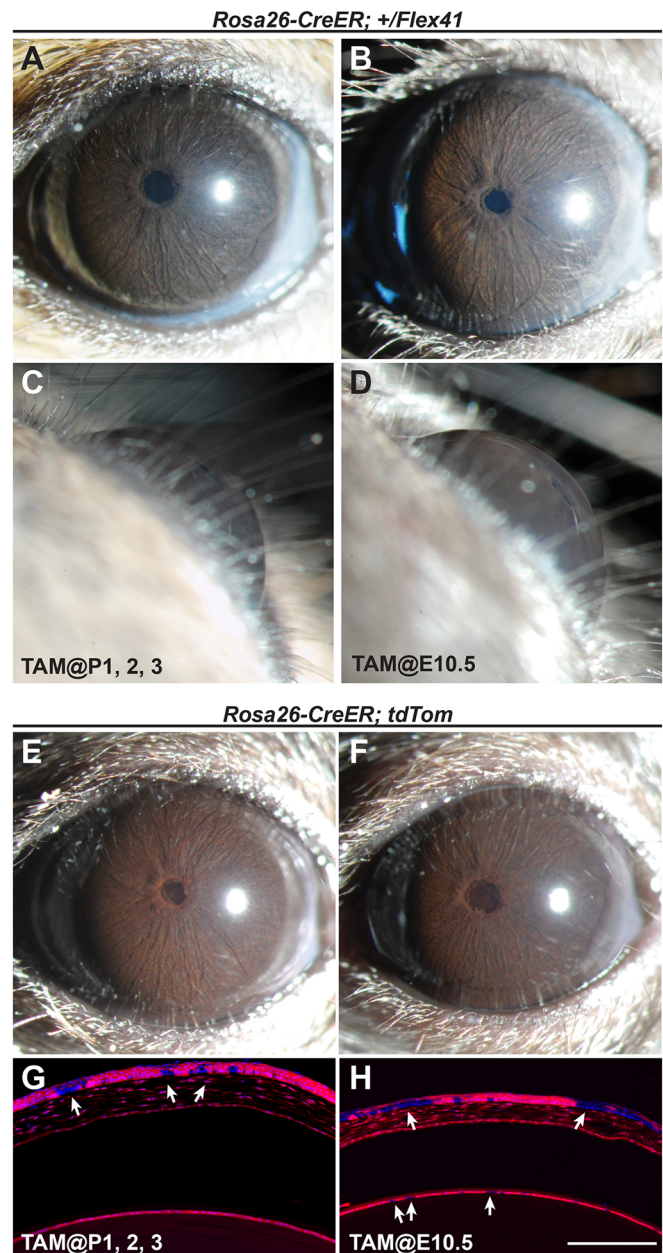 Rosa26-CreER; +/Flex41
A
B
C
D
TAM@P1, 2, 3
TAM@E10.5
Rosa26-CreER; tdTom
E
F
G
H
TAM@P1, 2, 3
TAM@E10.5